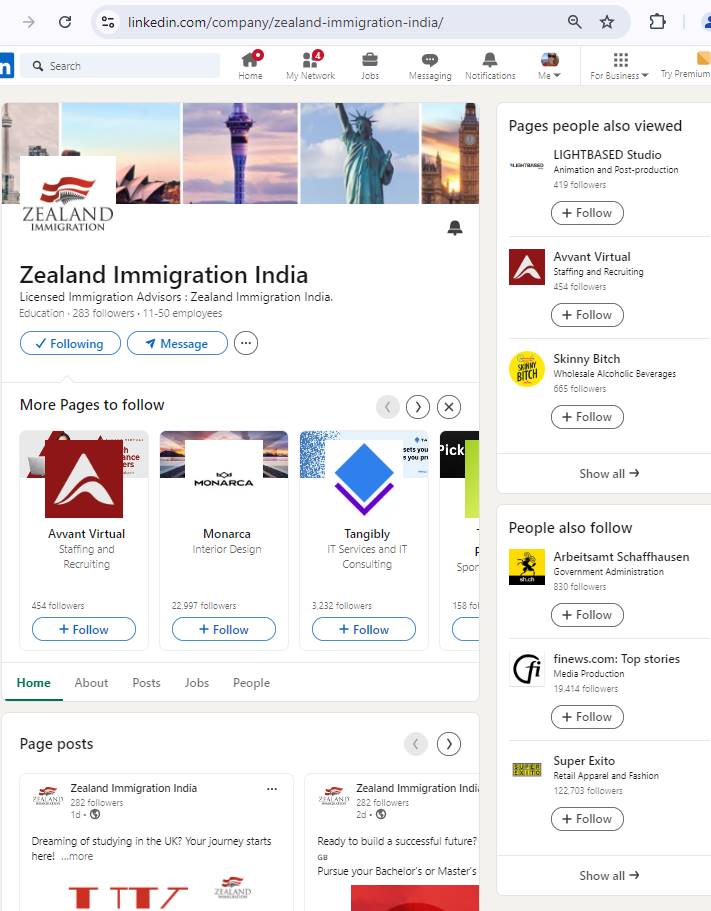 linkedin.com/company/zealand-immigration-india/
Search
Home
4
My Network
Jobs
Messaging
Notifications
Me
For Business
Try Premium
ZEALAND
IMMIGRATION
Zealand Immigration India
Licensed Immigration Advisors : Zealand Immigration India.
Education · 283 followers · 11-50 employees
Following
Message
More Pages to follow
Avvant Virtual
Staffing and
Recruiting
454 followers
+ Follow
MONARCA
Monarca
Interior Design
22,997 followers
+ Follow
Tangibly
IT Services and IT
Consulting
3,232 followers
+ Follow
Pick
Spon
158 fol
Home
About
Posts
Jobs
People
Page posts
ZEALAND
IMMIGRATION
Zealand Immigration India
282 followers
1d •
Dreaming of studying in the UK? Your journey starts
here! ...more
ZEALAND
Zealand Immigration India
282 followers
2d •
Ready to build a successful future?
GB
Pursue your Bachelor's or Master's
Pages people also viewed
LIGHTBASED
LIGHTBASED Studio
Animation and Post-production
419 followers
+ Follow
Avvant Virtual
Staffing and Recruiting
454 followers
+ Follow
SKINNY
BITCH
Skinny Bitch
Wholesale Alcoholic Beverages
665 followers
+ Follow
Show all →
People also follow
sh.ch
Arbeitsamt Schaffhausen
Government Administration
830 followers
+ Follow
fi
finews.com: Top stories
Media Production
19,414 followers
+ Follow
SUPER
EXITO
Super Exito
Retail Apparel and Fashion
122,703 followers
+ Follow
Show all →